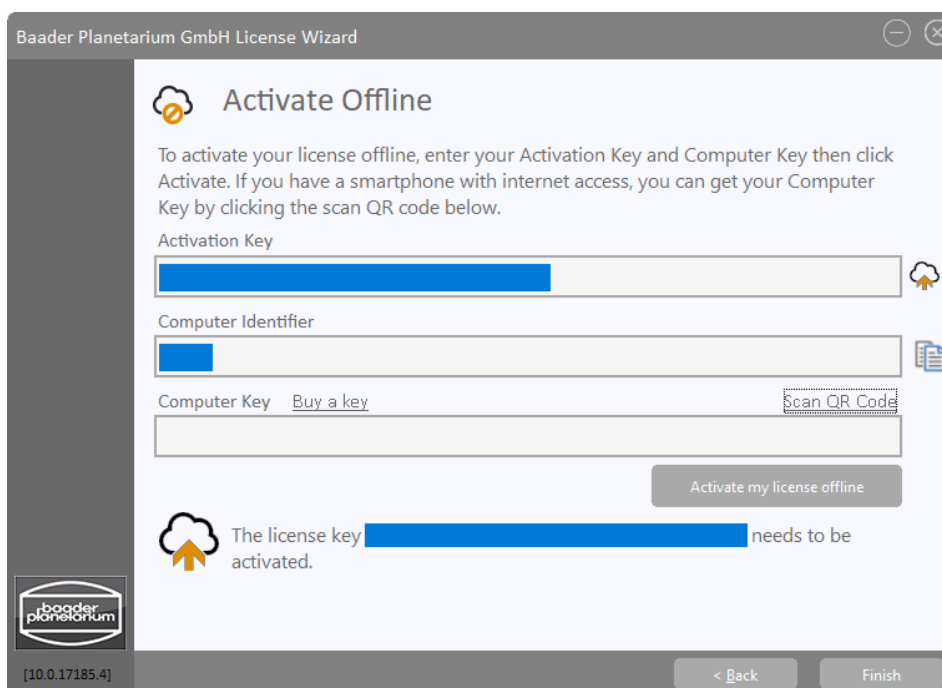 Baader Planetarium GmbH License Wizard
Activate Offline
To activate your license offline, enter your Activation Key and Computer Key then click
Activate. If you have a smartphone with internet access, you can get your Computer
Key by clicking the scan QR code below.
Activation Key
Computer Identifier
Computer Key Buy a key Scan QR Code
Activate my license offline
The license key needs to be
activated.
baader
planetarium
[10.0.17185.4]
< Back Finish